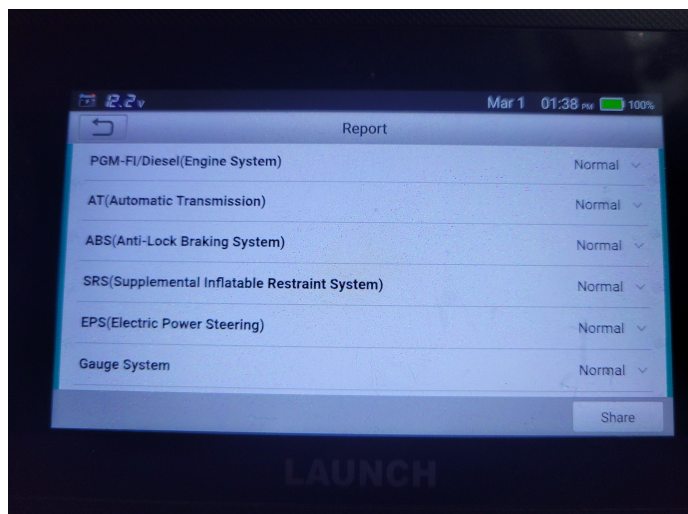 12.2v Mar 1 01:38 PM 100%
Report
PGM-FI/Diesel(Engine System) Normal
AT(Automatic Transmission) Normal
ABS(Anti-Lock Braking System) Normal
SRS(Supplemental Inflatable Restraint System) Normal
EPS(Electric Power Steering) Normal
Gauge System Normal
Share
LAUNCH